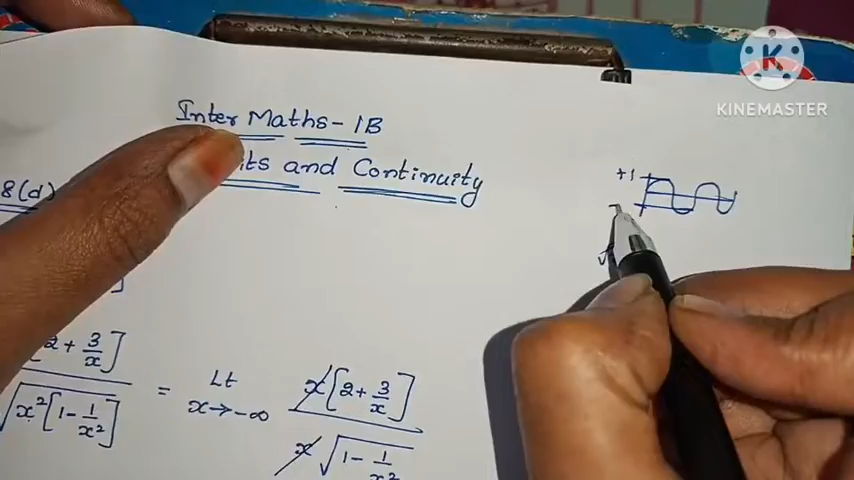 Inter Maths - 1B
and Continuity
8(d)
+1
2 + 3/x]
x²[1 - 1/x²]
= Lt x→-∞ x[2 + 3/x] / x√1 - 1/x²
K
KINEMASTER